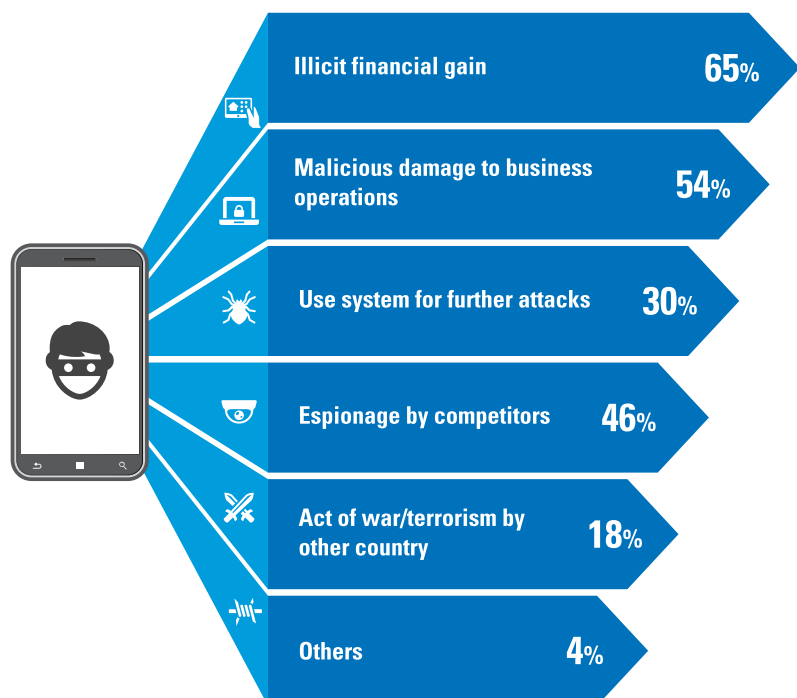 Illicit financial gain 65%
Malicious damage to business
operations 54%
Use system for further attacks 30%
Espionage by competitors 46%
Act of war/terrorism by
other country 18%
Others 4%